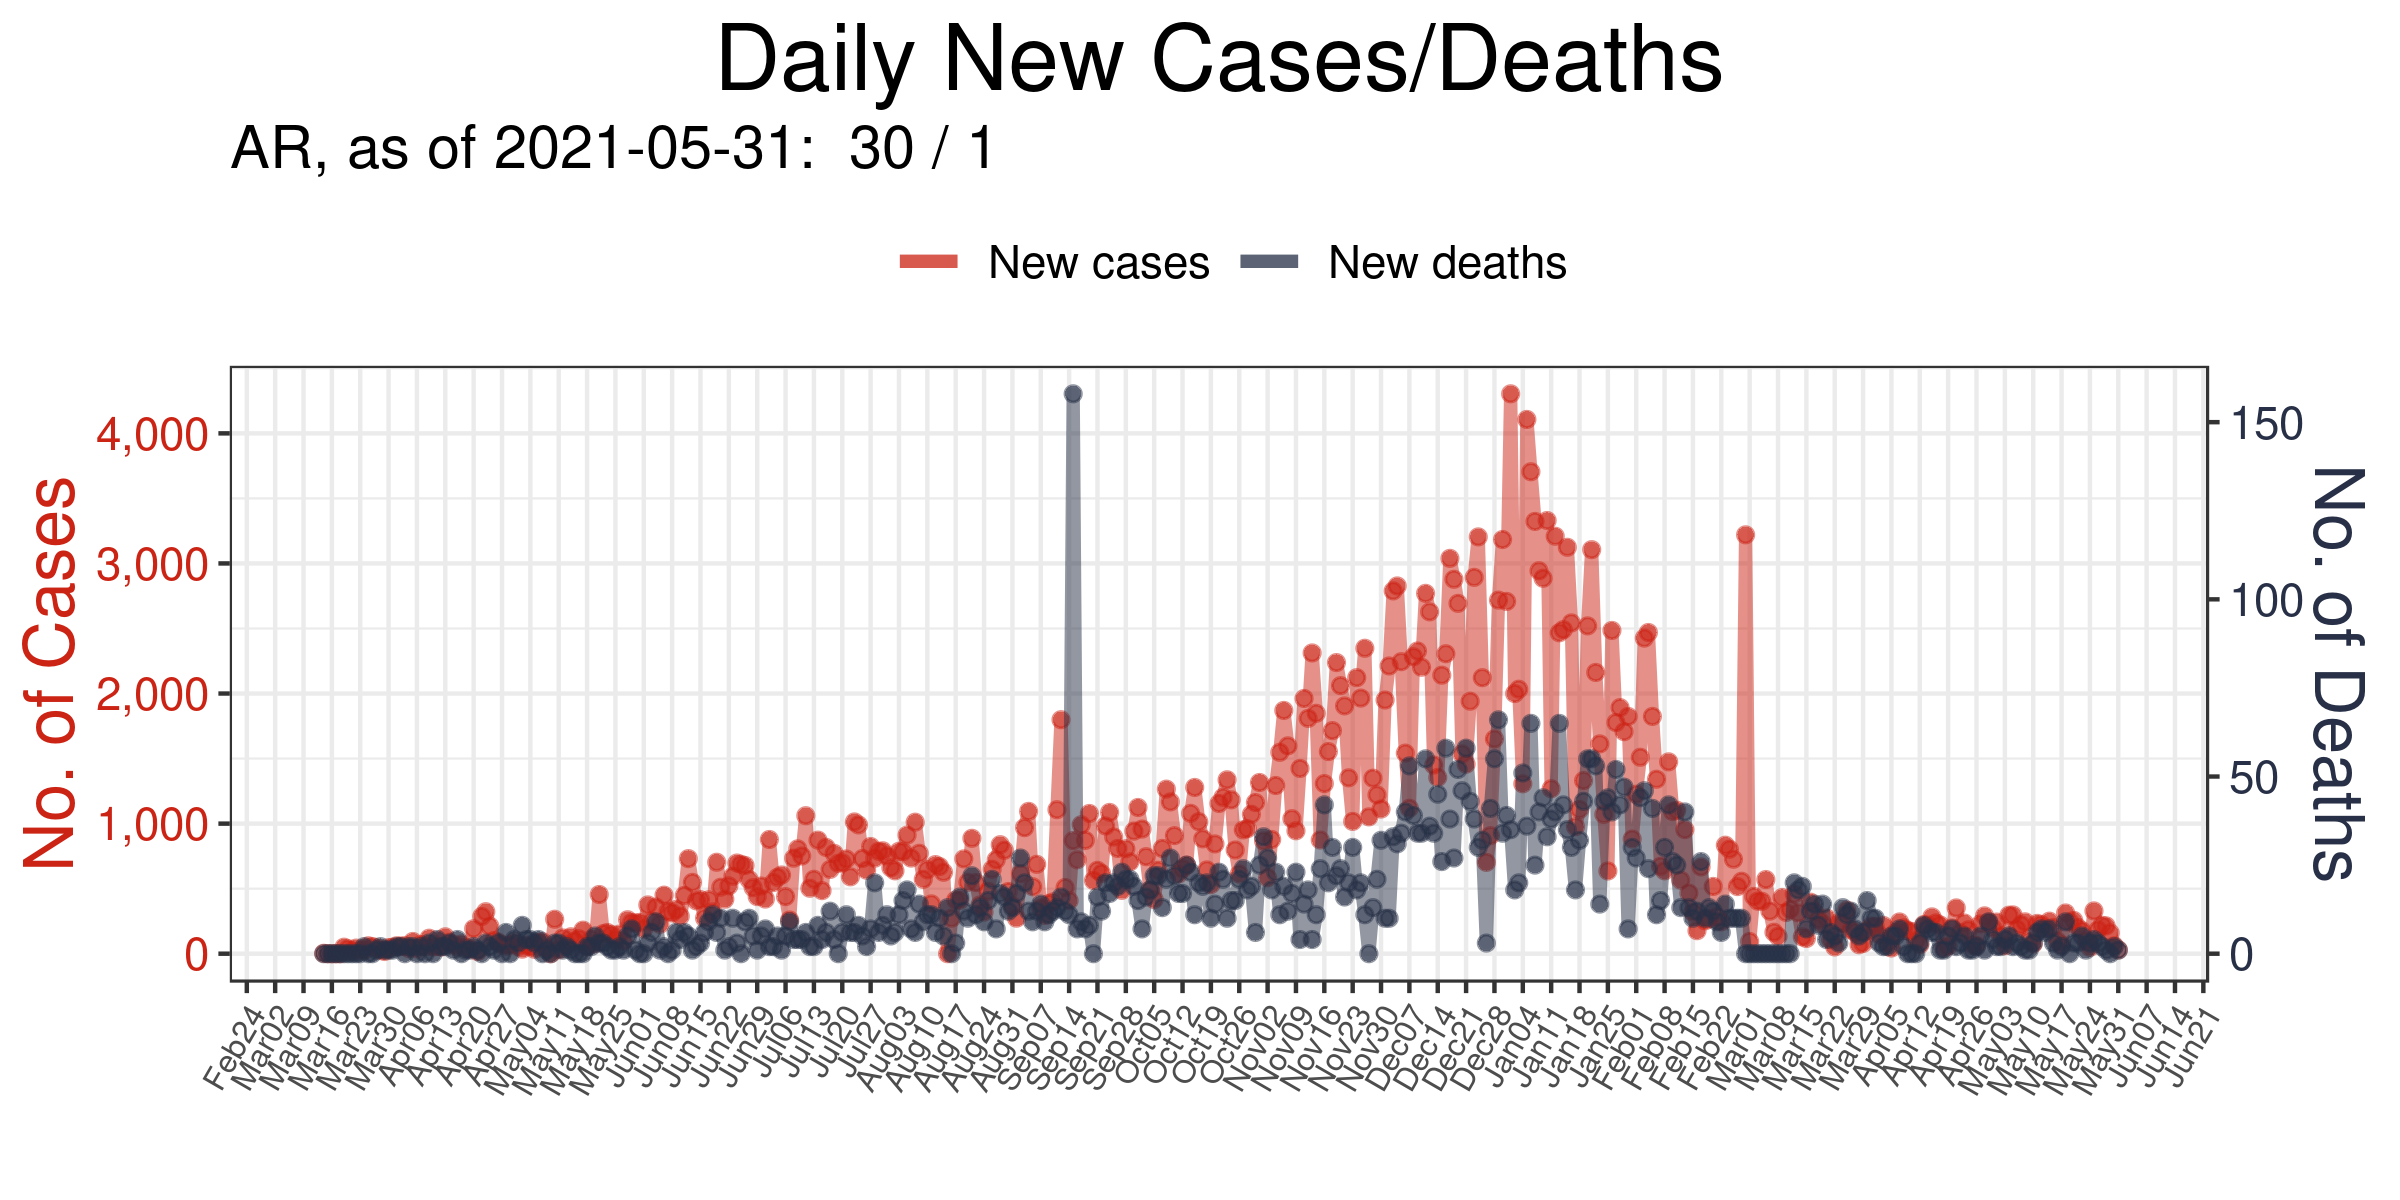 Daily New Cases/Deaths
AR, as of 2021-05-31:  30 / 1
New cases
New deaths
No. of Cases
4,000
3,000
2,000
1,000
0
150
100
50
0
No. of Deaths
Feb24
Mar02
Mar09
Mar16
Mar23
Mar30
Apr06
Apr13
Apr20
Apr27
May04
May11
May18
May25
Jun01
Jun08
Jun15
Jun22
Jun29
Jul06
Jul13
Jul20
Jul27
Aug03
Aug10
Aug17
Aug24
Aug31
Sep07
Sep14
Sep21
Sep28
Oct05
Oct12
Oct19
Oct26
Nov02
Nov09
Nov16
Nov23
Nov30
Dec07
Dec14
Dec21
Dec28
Jan04
Jan11
Jan18
Jan25
Feb01
Feb08
Feb15
Feb22
Mar01
Mar08
Mar15
Mar22
Mar29
Apr05
Apr12
Apr19
Apr26
May03
May10
May17
May24
May31
Jun07
Jun14
Jun21